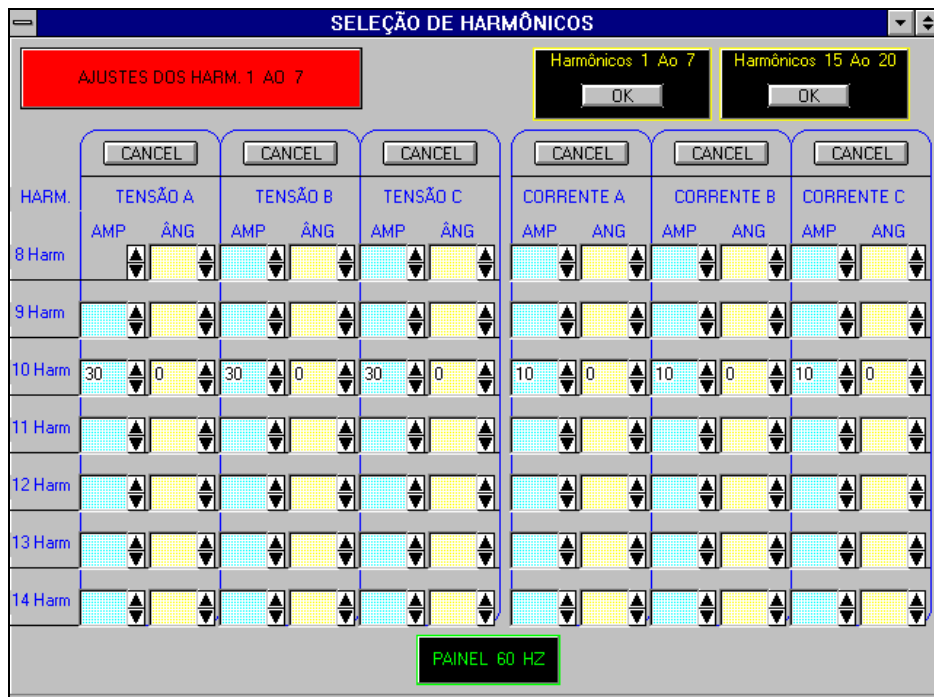 SELEÇÃO DE HARMÔNICOS
AJUSTES DOS HARM. 1 AO 7
Harmônicos 1 Ao 7
OK
Harmônicos 15 Ao 20
OK
CANCEL CANCEL CANCEL CANCEL CANCEL CANCEL
HARM. TENSÃO A TENSÃO B TENSÃO C CORRENTE A CORRENTE B CORRENTE C
AMP ÂNG AMP ÂNG AMP ÂNG AMP ANG AMP ANG AMP ANG
8 Harm
9 Harm
10 Harm 30 0 30 0 30 0 10 0 10 0 10 0
11 Harm
12 Harm
13 Harm
14 Harm
PAINEL 60 HZ